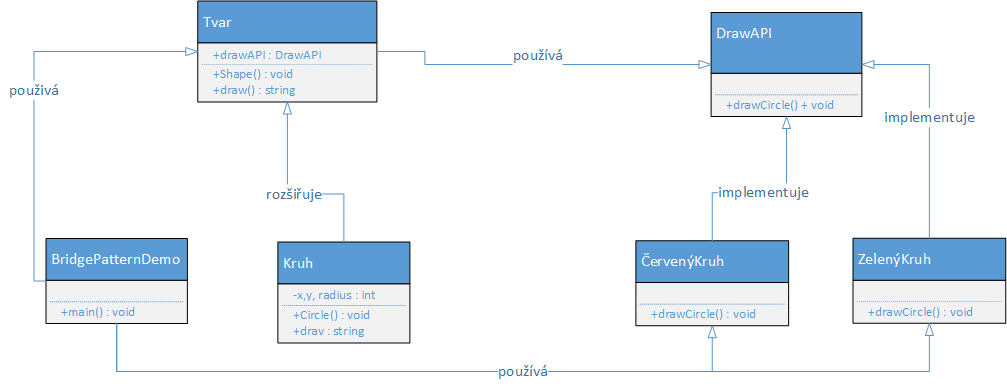 Tvar
+drawAPI : DrawAPI
+Shape() : void
+draw() : string
používá
DrawAPI
+drawCircle() + void
použivá
implementuje
rozšiřuje
implementuje
BridgePatternDemo
+main() : void
Kruh
-x,y, radius : int
+Circle() : void
+drav : string
ČervenýKruh
+drawCircle() : void
ZelenýKruh
+drawCircle() : void
používá